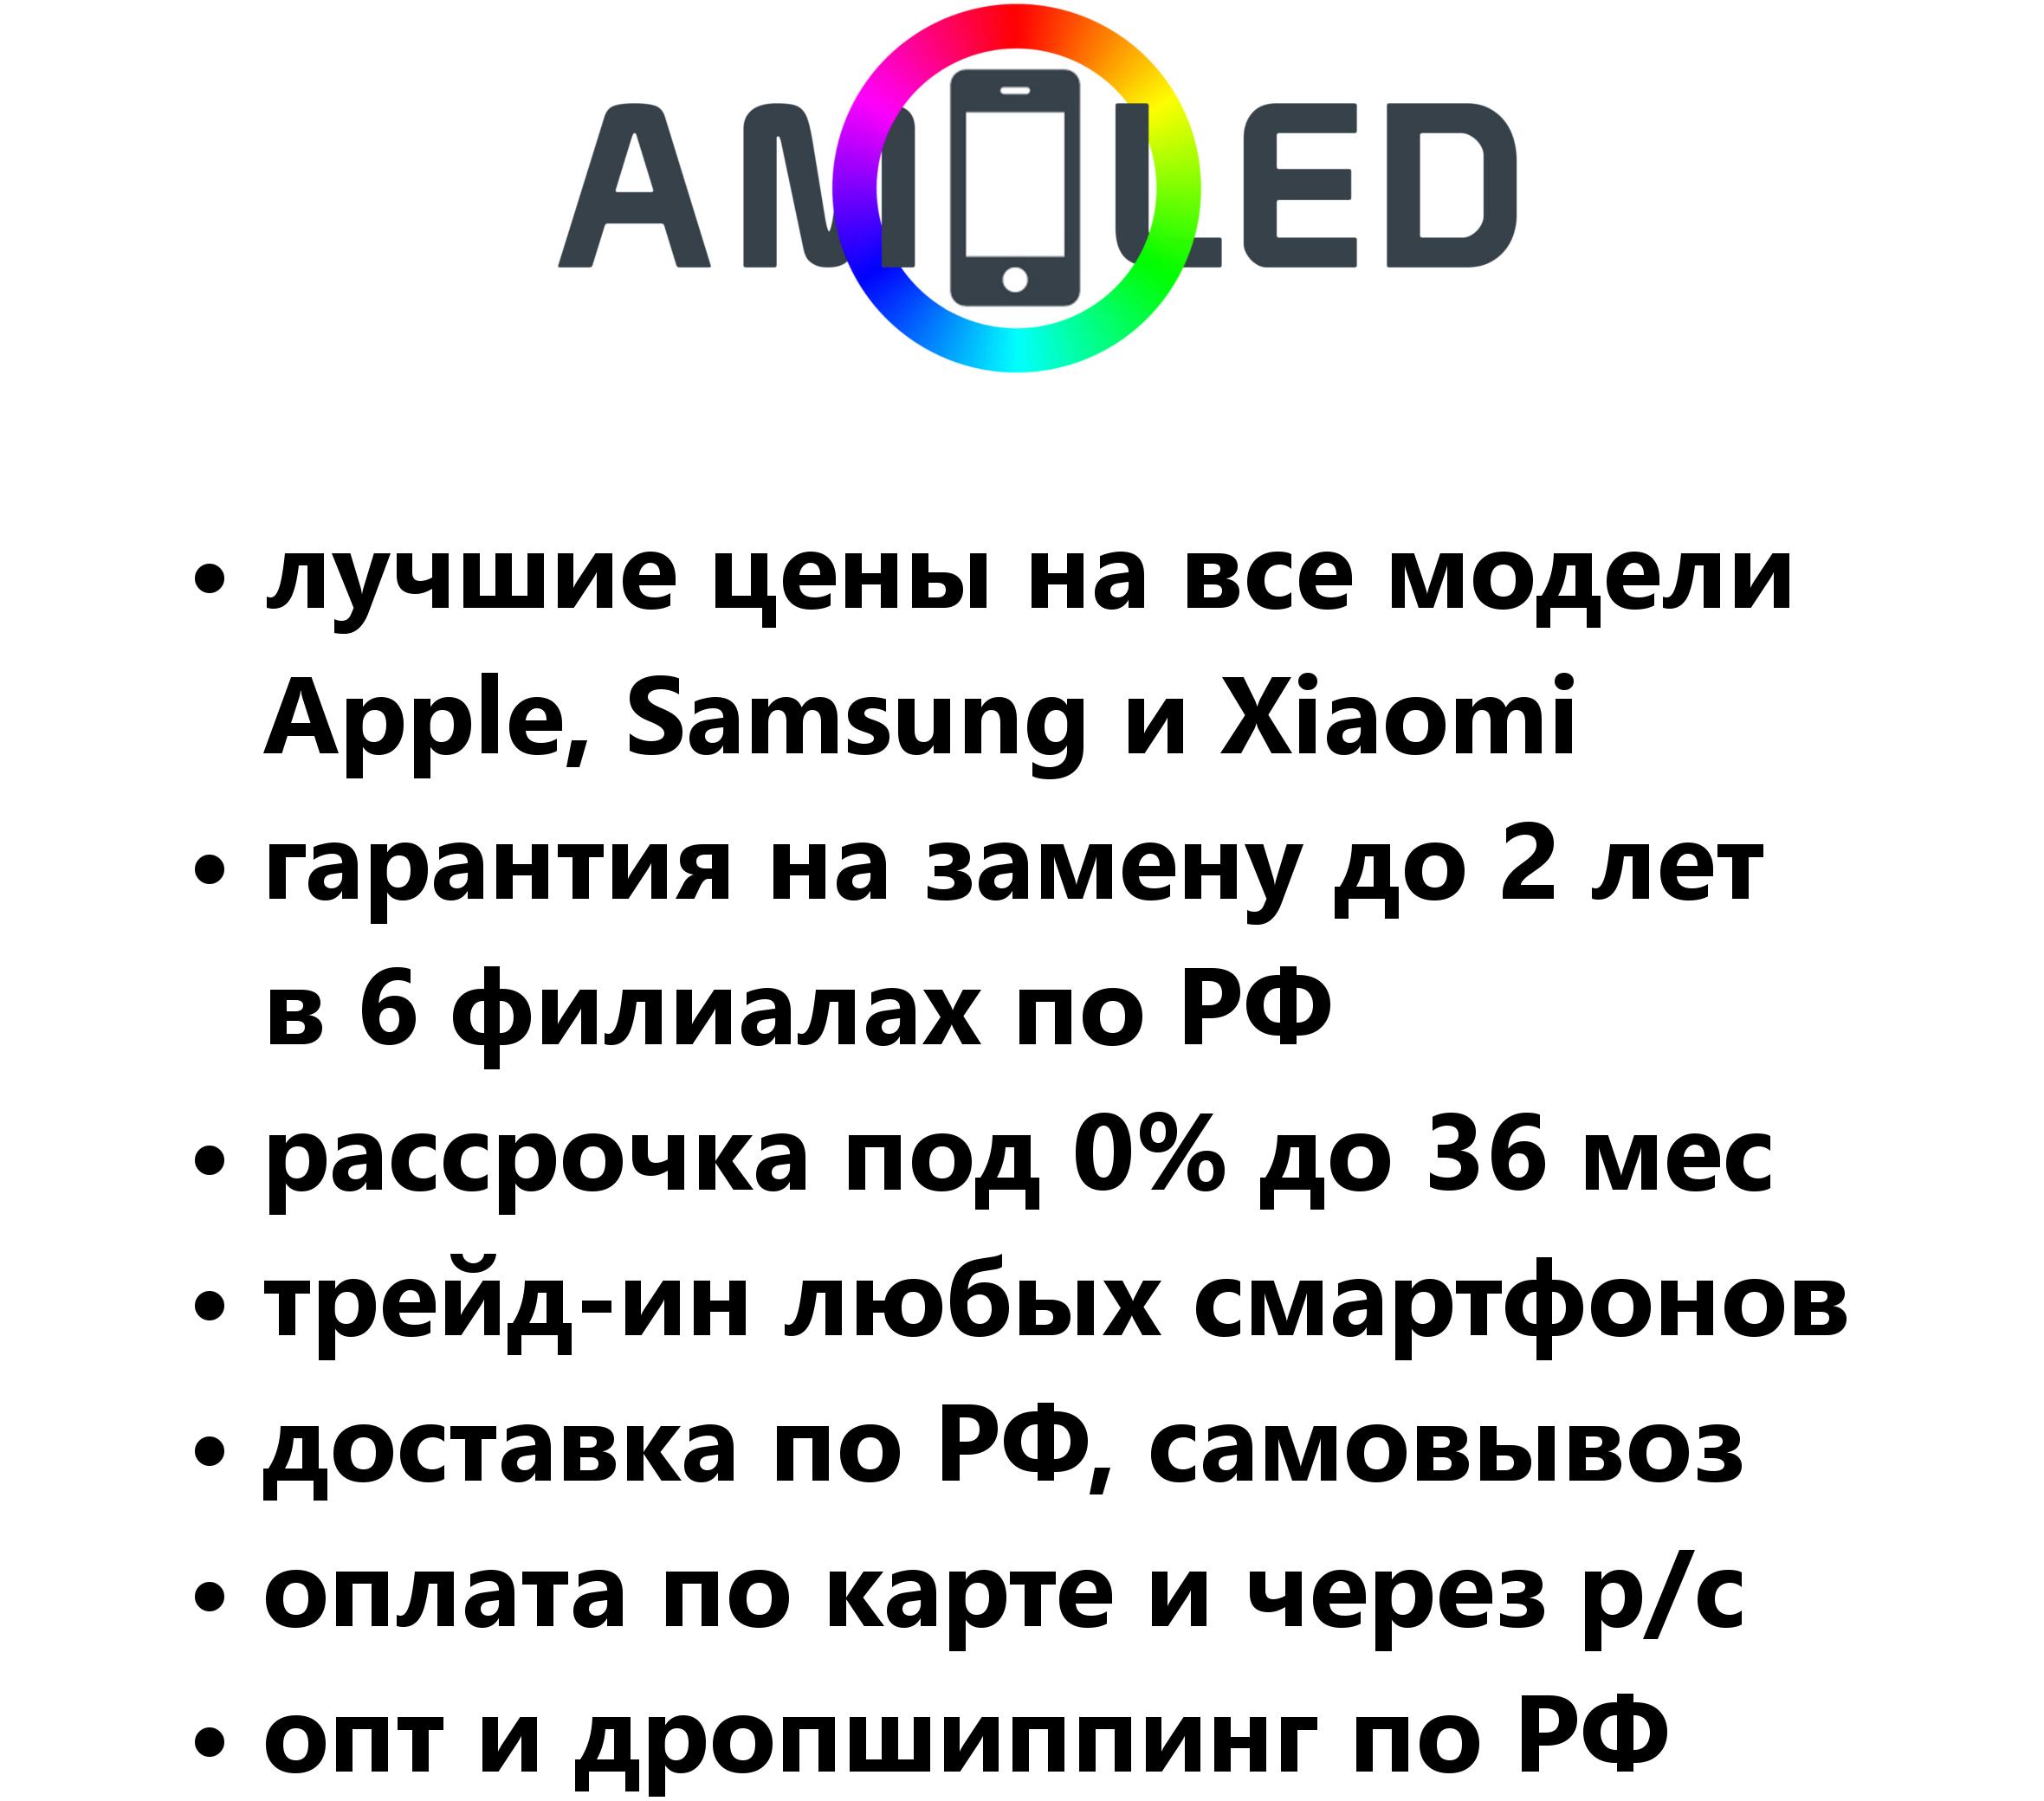 AMOLED
• лучшие цены на все модели
Apple, Samsung и Xiaomi
• гарантия на замену до 2 лет
в 6 филиалах по РФ
• рассрочка под 0% до 36 мес
• трейд-ин любых смартфонов
• доставка по РФ, самовывоз
• оплата по карте и через р/с
• опт и дропшиппинг по РФ